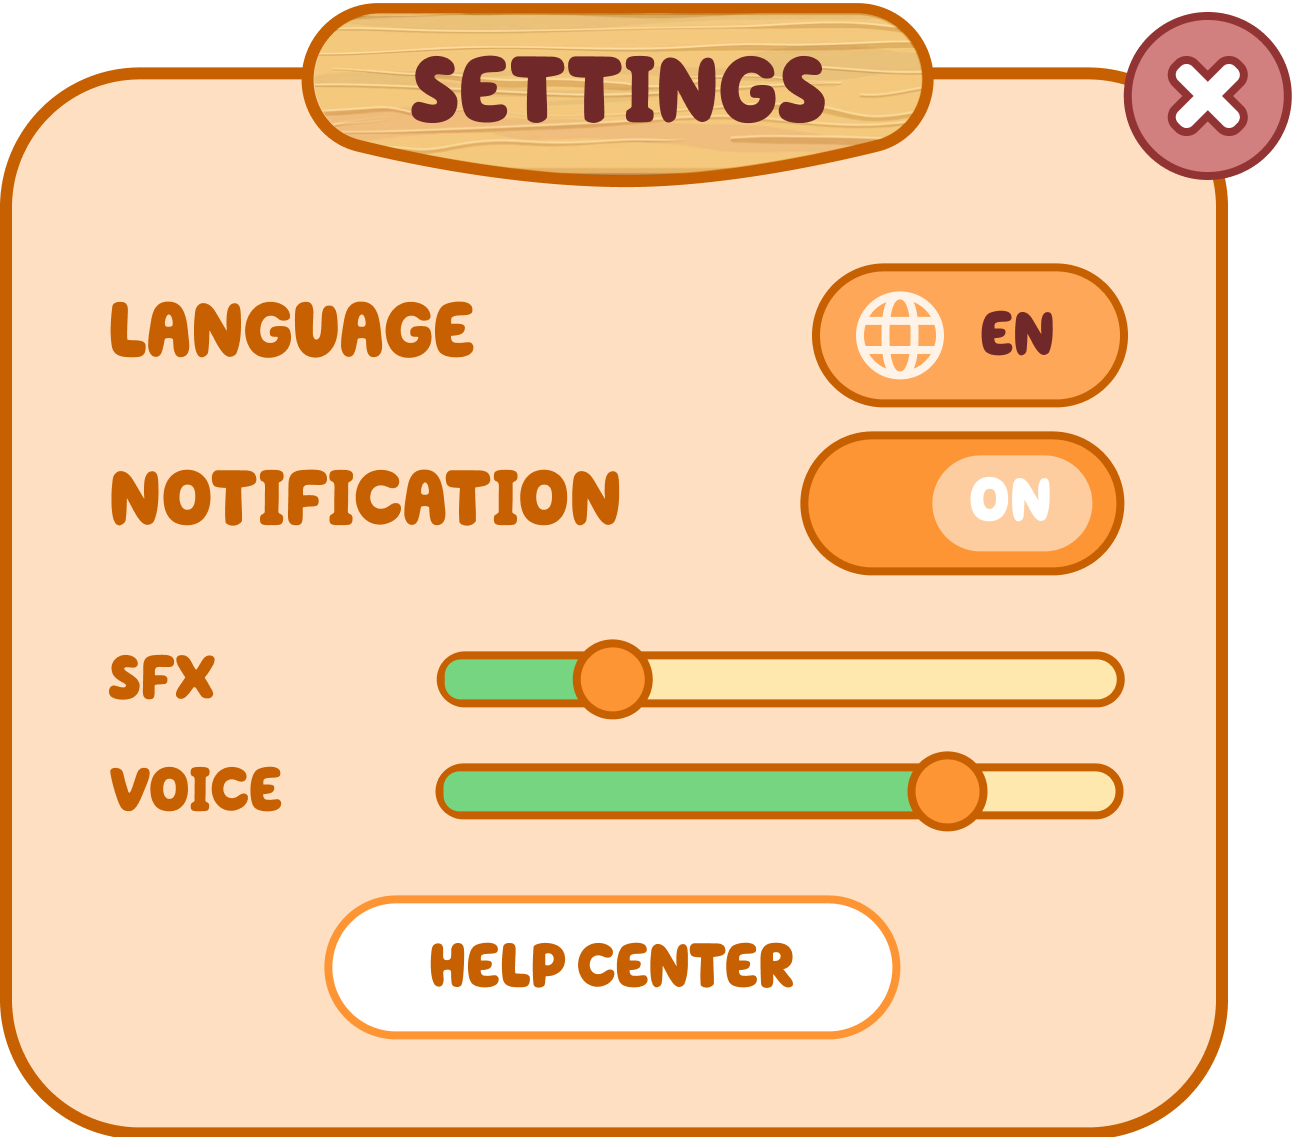 SETTINGS
LANGUAGE
EN
NOTIFICATION
ON
SFX
VOICE
HELP CENTER